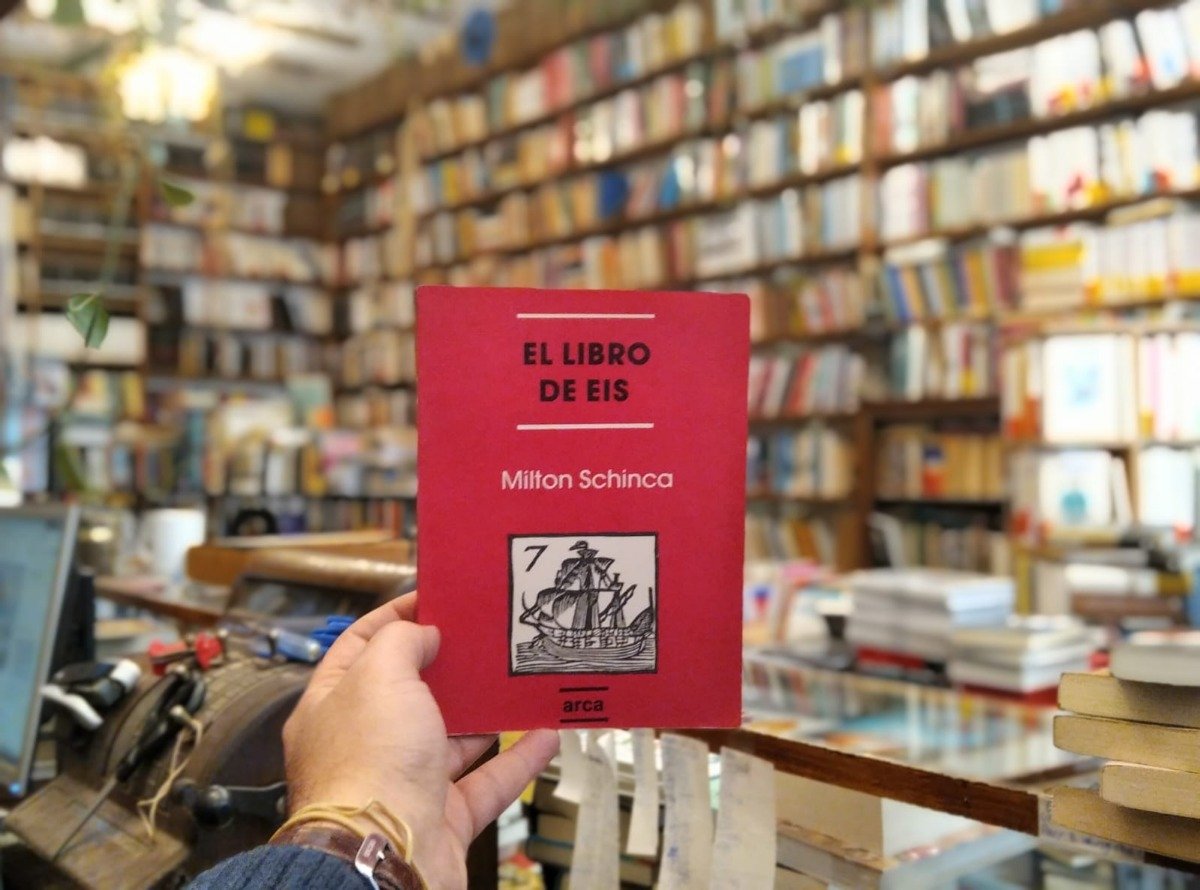 EL LIBRO
DE EIS
Milton Schinca
7
arca